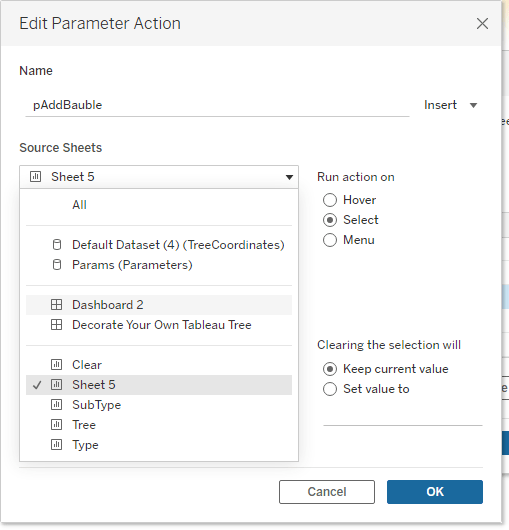 Edit Parameter Action
Name
pAddBauble
Insert
Source Sheets
Sheet 5
All
Default Dataset (4) (TreeCoordinates)
Params (Parameters)
Dashboard 2
Decorate Your Own Tableau Tree
Clear
Sheet 5
SubType
Tree
Type
Run action on
Hover
Select
Menu
Clearing the selection will
Keep current value
Set value to
Cancel
OK